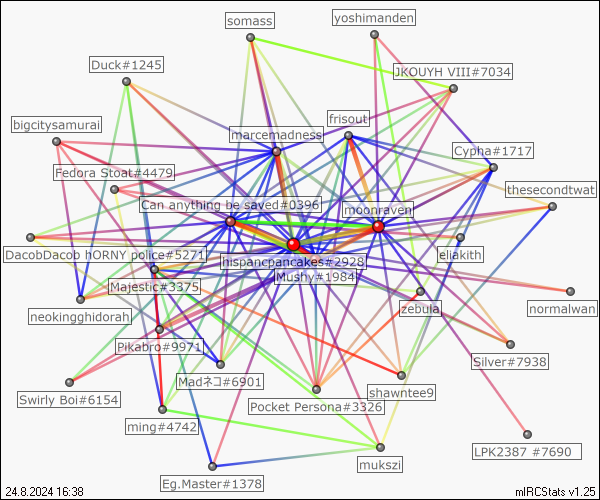 somass
yoshimanden
Duck#1245
JKOUYH VIII#7034
bigcitysamurai
frisout
marcemadness
Cypha#1717
Fedora Stoat#4479
thesecondtwat
Can anything be saved#0396
moonraven
DacobDacob hORNY police#5271
hispancpancakes#2928
eliakith
Mushy#1984
Majestic#3375
neokingghidorah
zebula
normalwan
Pikabro#9971
Silver#7938
Madネコ#6901
shawntee9
Swirly Boi#6154
Pocket Persona#3326
ming#4742
LPK2387 #7690
mukszi
Eg.Master#1378
24.8.2024 16:38
mIRCStats v1.25